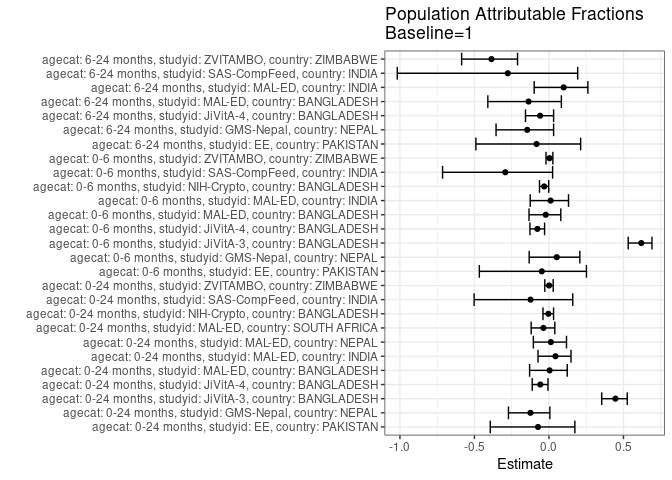 Population Attributable Fractions
Baseline=1
agecat: 6-24 months, studyid: ZVITAMBO, country: ZIMBABWE
agecat: 6-24 months, studyid: SAS-CompFeed, country: INDIA
agecat: 6-24 months, studyid: MAL-ED, country: INDIA
agecat: 6-24 months, studyid: MAL-ED, country: BANGLADESH
agecat: 6-24 months, studyid: JiVitA-4, country: BANGLADESH
agecat: 6-24 months, studyid: GMS-Nepal, country: NEPAL
agecat: 6-24 months, studyid: EE, country: PAKISTAN
agecat: 0-6 months, studyid: ZVITAMBO, country: ZIMBABWE
agecat: 0-6 months, studyid: SAS-CompFeed, country: INDIA
agecat: 0-6 months, studyid: NIH-Crypto, country: BANGLADESH
agecat: 0-6 months, studyid: MAL-ED, country: INDIA
agecat: 0-6 months, studyid: MAL-ED, country: BANGLADESH
agecat: 0-6 months, studyid: JiVitA-4, country: BANGLADESH
agecat: 0-6 months, studyid: JiVitA-3, country: BANGLADESH
agecat: 0-6 months, studyid: GMS-Nepal, country: NEPAL
agecat: 0-6 months, studyid: EE, country: PAKISTAN
agecat: 0-24 months, studyid: ZVITAMBO, country: ZIMBABWE
agecat: 0-24 months, studyid: SAS-CompFeed, country: INDIA
agecat: 0-24 months, studyid: NIH-Crypto, country: BANGLADESH
agecat: 0-24 months, studyid: MAL-ED, country: SOUTH AFRICA
agecat: 0-24 months, studyid: MAL-ED, country: NEPAL
agecat: 0-24 months, studyid: MAL-ED, country: INDIA
agecat: 0-24 months, studyid: MAL-ED, country: BANGLADESH
agecat: 0-24 months, studyid: JiVitA-4, country: BANGLADESH
agecat: 0-24 months, studyid: JiVitA-3, country: BANGLADESH
agecat: 0-24 months, studyid: GMS-Nepal, country: NEPAL
agecat: 0-24 months, studyid: EE, country: PAKISTAN
-1.0 -0.5 0.0 0.5
Estimate